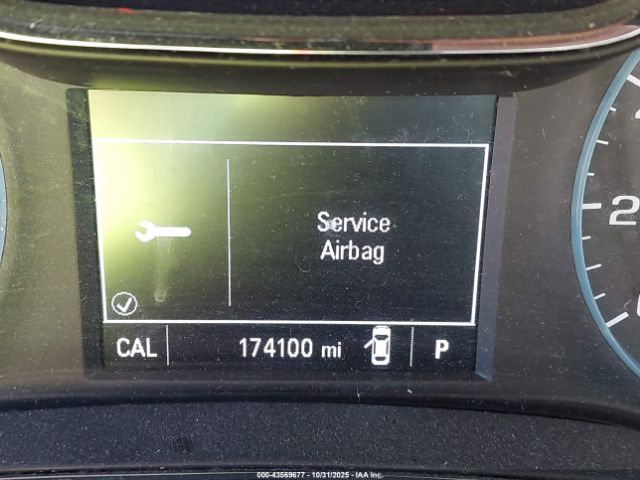 Service
Airbag
CAL 174100 mi P
2
000-43569677 - 10/31/2025 - IAA Inc.